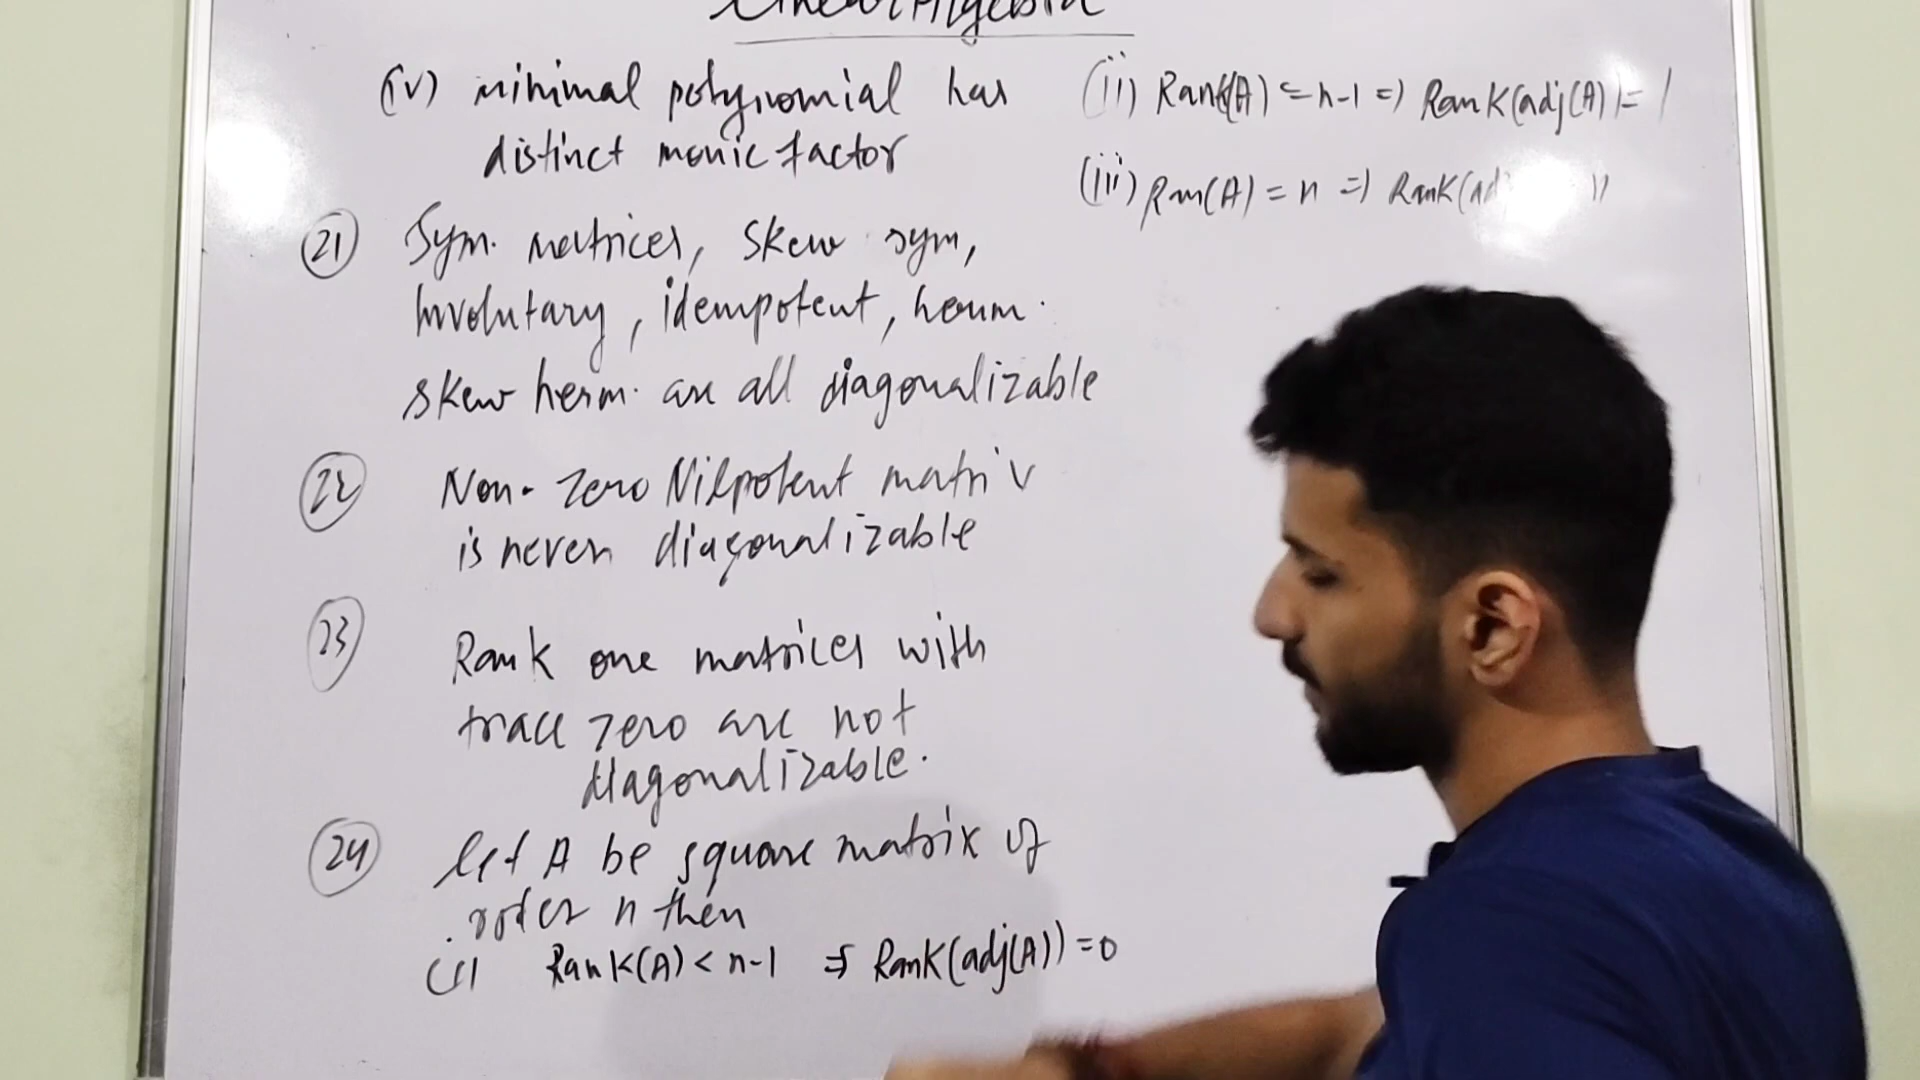 Linear Algebra
(iv) minimal polynomial has
distinct monic factor
(21) Sym. matrices, Skew sym,
Involutary, idempotent, herm.
skew herm. are all diagonalizable
(22) Non-zero Nilpotent matrix
is never diagonalizable
(23) Rank one matrices with
trace zero are not
diagonalizable.
(24) let A be square matrix of
order n then
(i) Rank(A) < n-1 ⇒ Rank(adj(A)) = 0
(ii) Rank(A) = n-1 => Rank(adj(A)) = 1
(iii) Ran(A) = n => Rank(ad n